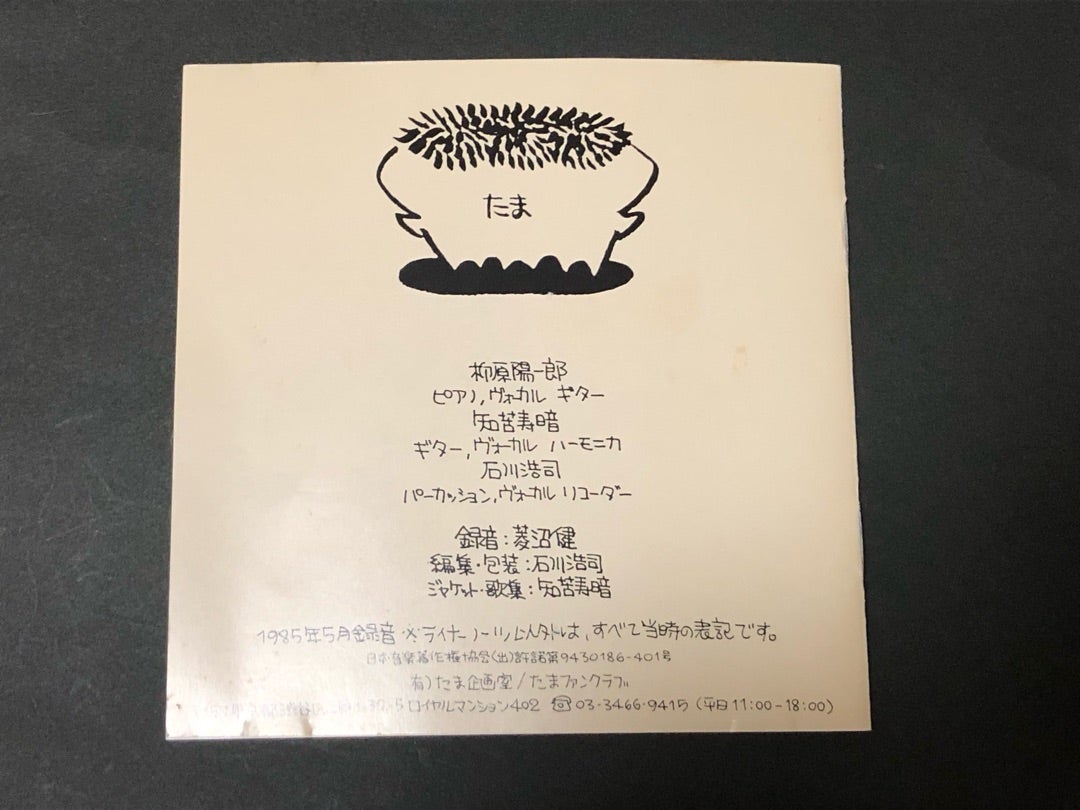 たま
柳原陽一郎
ピアノ,ヴォーカル ギター
知苦寿暗
ギター,ヴォーカル ハーモニカ
石川浩司
パーカッション,ヴォーカル リコーダー
録音:菱沼健
編集・包装:石川浩司
ジャケット・歌集:知苦寿暗
1985年5月録音 ※ライナーノーツ以外は、すべて当時の表記です。
日本音楽著作権協会(出)許諾第9430186-401号
有)たま企画室/たまファンクラブ
ロイヤルマンション402 ☎03-3466-9415 (平日11:00-18:00)